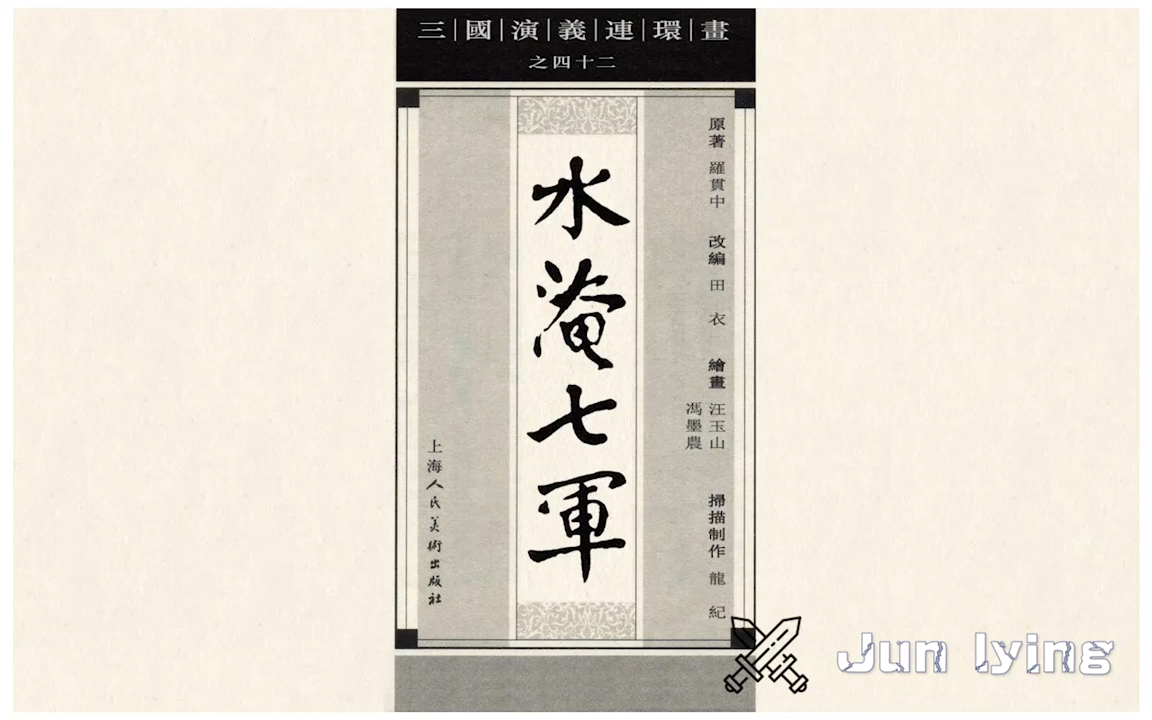 三國演義連環畫
之四十二
原著 羅貫中 改編 田衣 繪畫 汪玉山
馮墨農
掃描制作 龍紀
水淹七軍
上海人民美術出版社
Jun lying